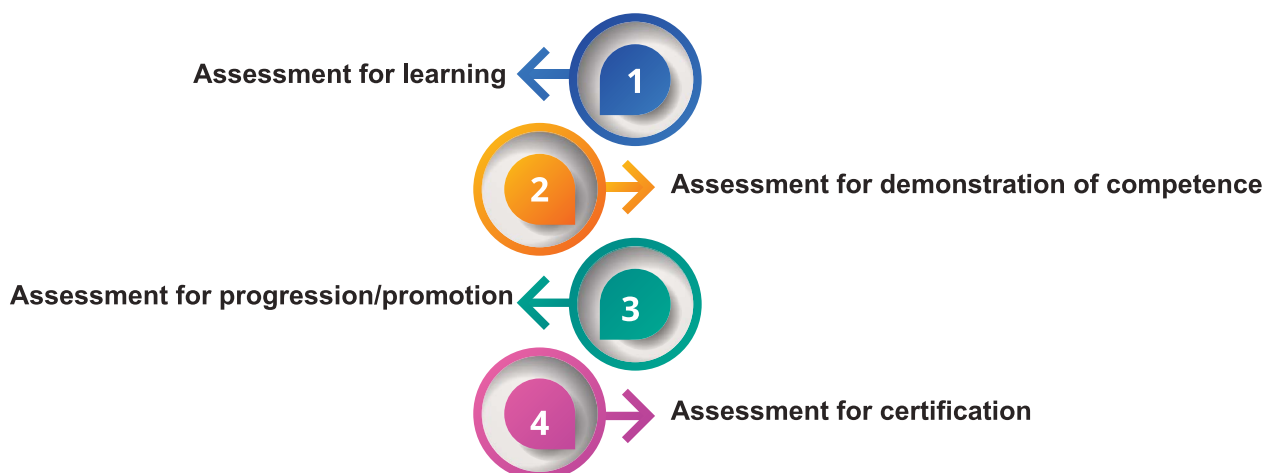 Assessment for learning
1
2
Assessment for demonstration of competence
Assessment for progression/promotion
3
4
Assessment for certification